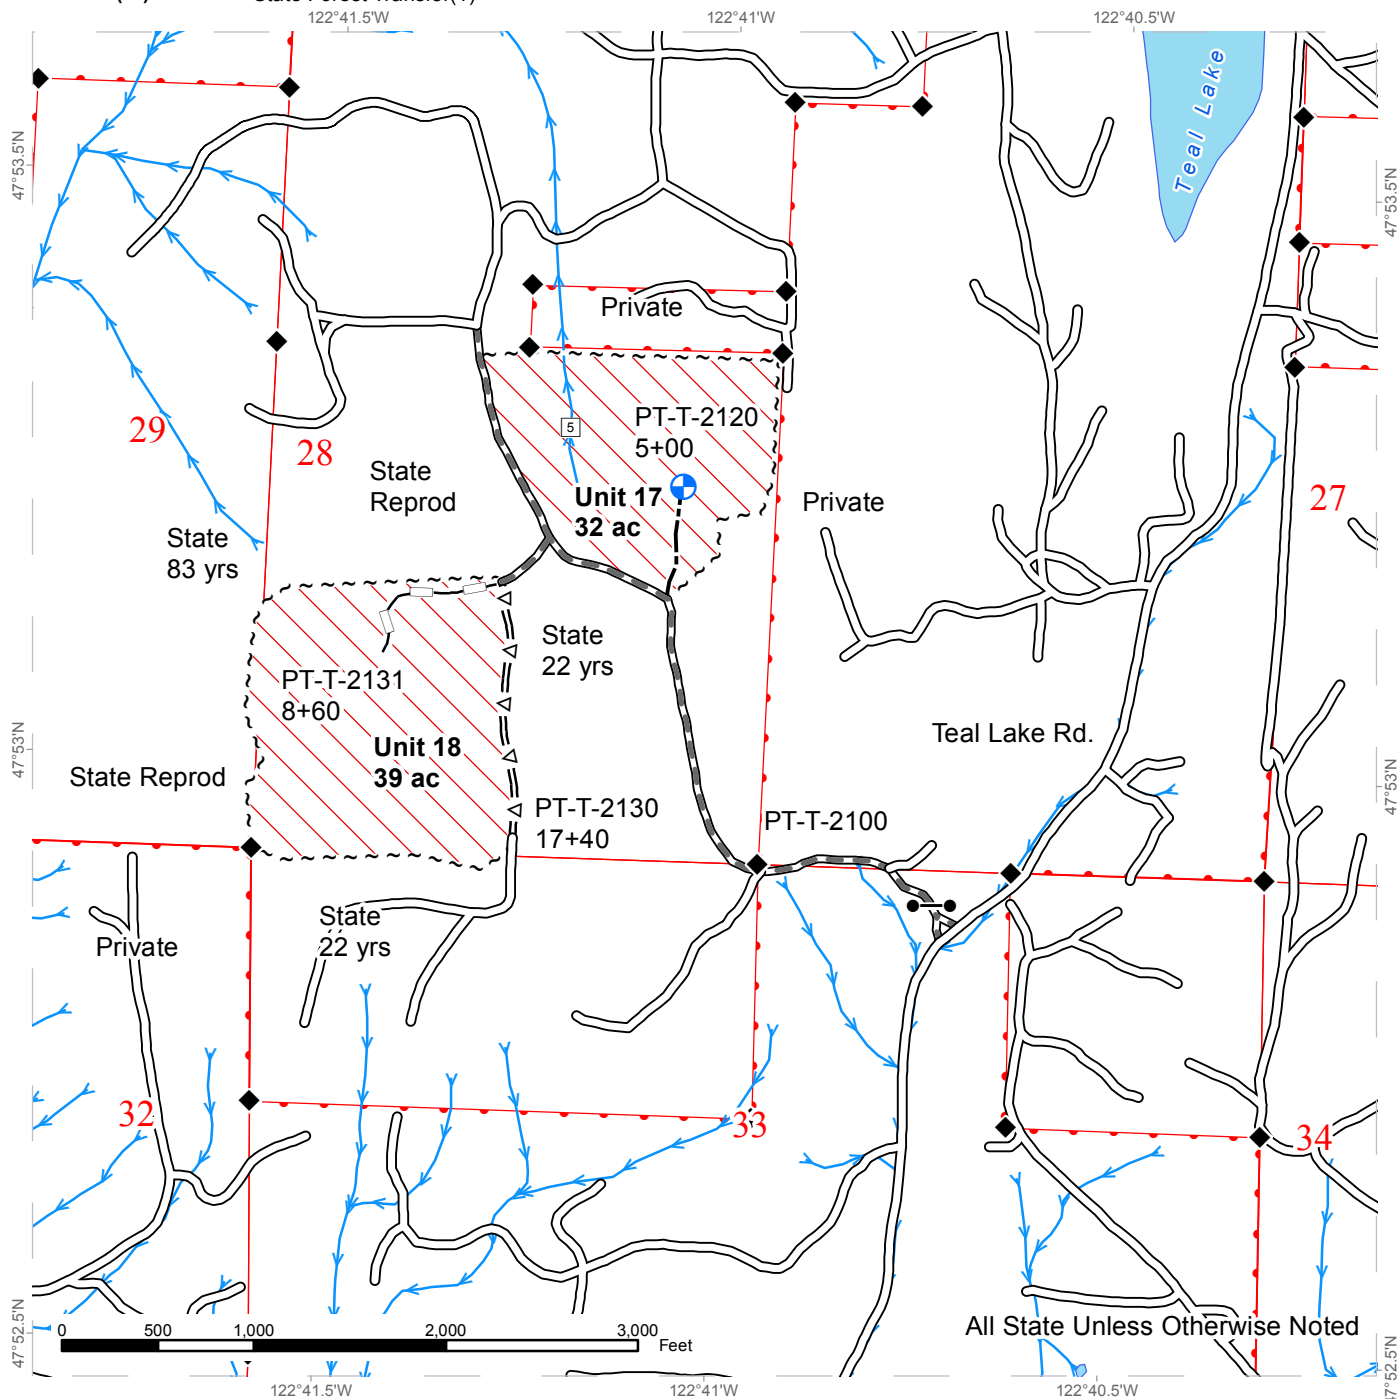 State Forest Transfer(1)
122°41.5'W
122°41'W
122°40.5'W
Teal Lake
47°53.5'N
47°53.5'N
Private
29
28
PT-T-2120
5+00
5
State
Reprod
Unit 17
32 ac
Private
27
State
83 yrs
State
22 yrs
PT-T-2131
8+60
Teal Lake Rd.
47°53'N
47°53'N
Unit 18
39 ac
State Reprod
PT-T-2130
17+40
PT-T-2100
State
22 yrs
Private
32
33
34
47°52.5'N
47°52.5'N
0 500 1,000 2,000 3,000
Feet
All State Unless Otherwise Noted
122°41.5'W
122°41'W
122°40.5'W